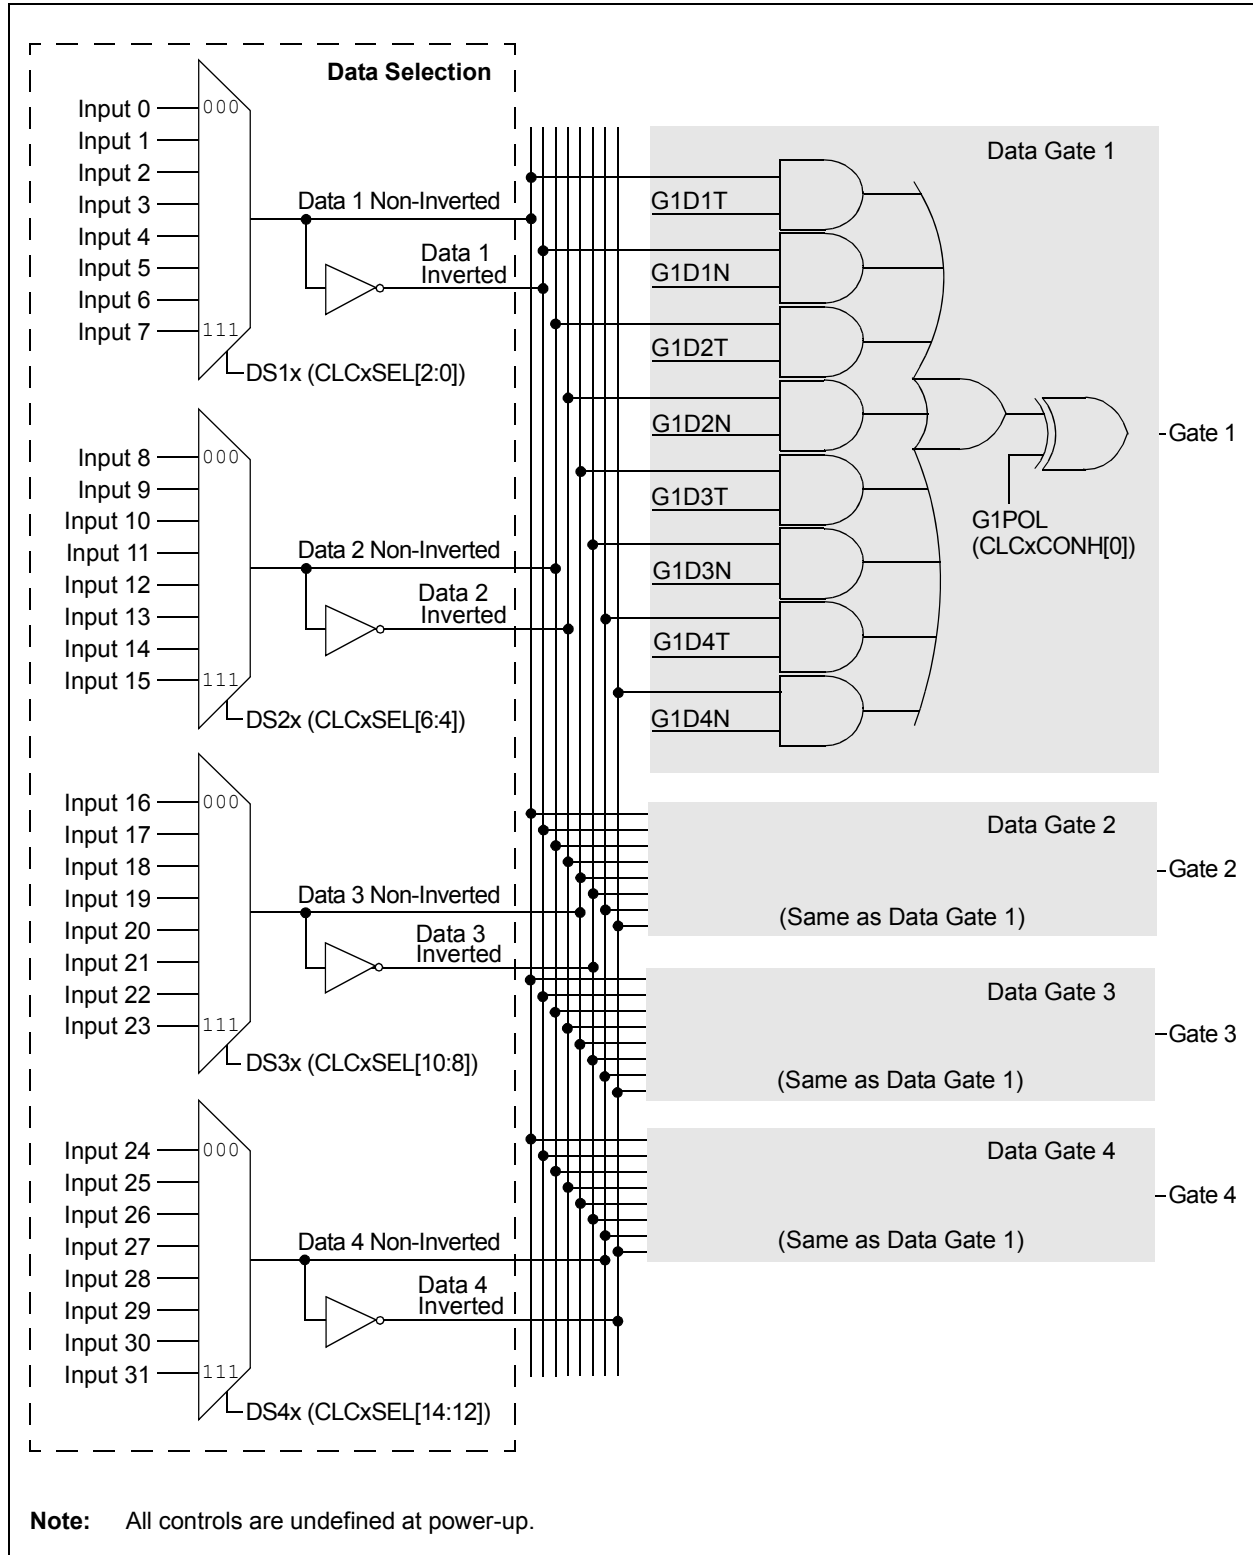 Data Selection
Input 0
000
Input 1
Input 2
Input 3
Input 4
Input 5
Input 6
Input 7
111
Data 1 Non-Inverted
Data 1
Inverted
DS1x (CLCxSEL[2:0])
Input 8
000
Input 9
Input 10
Input 11
Input 12
Input 13
Input 14
Input 15
111
Data 2 Non-Inverted
Data 2
Inverted
DS2x (CLCxSEL[6:4])
Input 16
000
Input 17
Input 18
Input 19
Input 20
Input 21
Input 22
Input 23
111
Data 3 Non-Inverted
Data 3
Inverted
DS3x (CLCxSEL[10:8])
Input 24
000
Input 25
Input 26
Input 27
Input 28
Input 29
Input 30
Input 31
111
Data 4 Non-Inverted
Data 4
Inverted
DS4x (CLCxSEL[14:12])
Data Gate 1
G1D1T
G1D1N
G1D2T
G1D2N
G1D3T
G1D3N
G1D4T
G1D4N
G1POL
(CLCxCONH[0])
Gate 1
Data Gate 2
(Same as Data Gate 1)
Gate 2
Data Gate 3
(Same as Data Gate 1)
Gate 3
Data Gate 4
(Same as Data Gate 1)
Gate 4
Note: All controls are undefined at power-up.